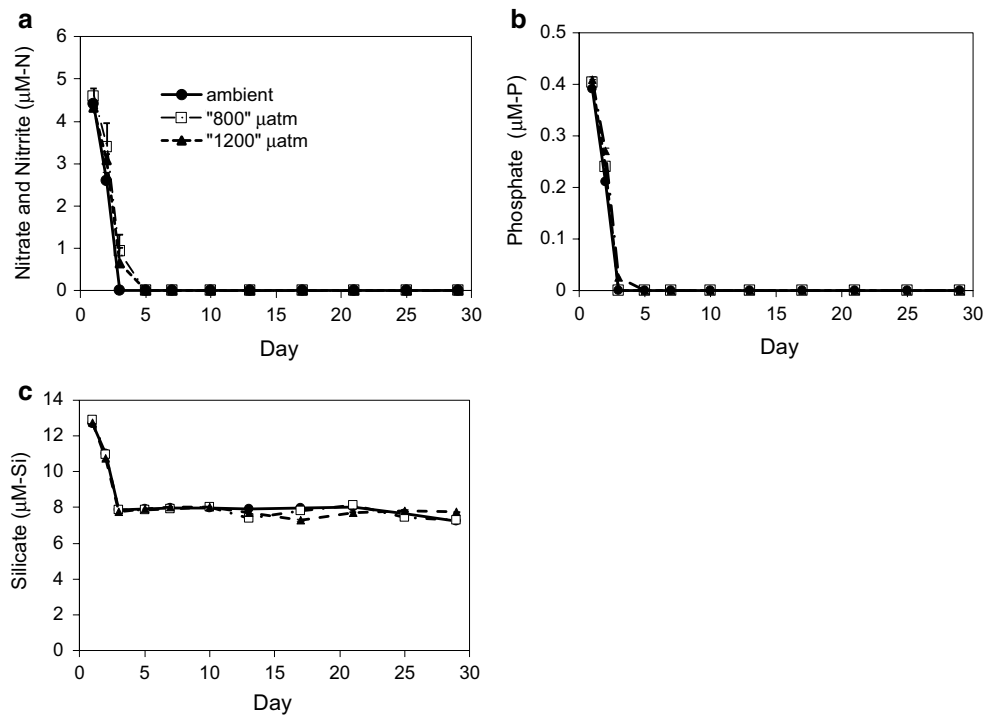 a
Nitrate and Nitrrite (μM-N)
6
5
4
3
2
1
0
ambient
"800" μatm
"1200" μatm
0 5 10 15 20 25 30
Day
b
Phosphate (μM-P)
0.5
0.4
0.3
0.2
0.1
0
0 5 10 15 20 25 30
Day
c
Silicate (μM-Si)
14
12
10
8
6
4
2
0
0 5 10 15 20 25 30
Day